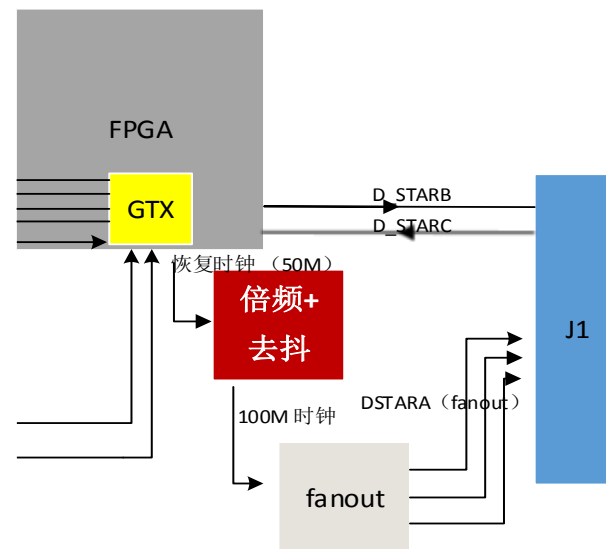 FPGA
GTX
D_STARB
D_STARC
恢复时钟 （50M）
倍频+
去抖
J1
DSTARA（fanout）
100M 时钟
fanout